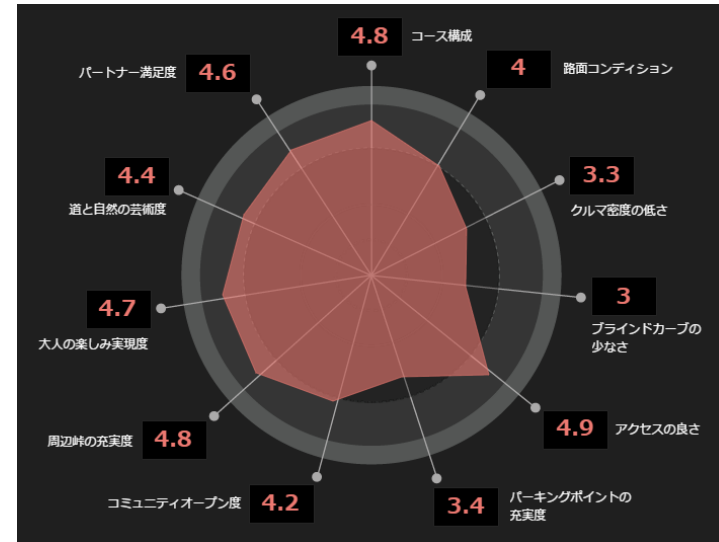 4.8 コース構成
4 路面コンディション
3.3
クルマ密度の低さ
3
ブラインドカーブの
少なさ
4.9 アクセスの良さ
3.4 パーキングポイントの
充実度
コミュニティオープン度 4.2
周辺峠の充実度 4.8
4.7
大人の楽しみ実現度
4.4
道と自然の芸術度
パートナー満足度 4.6